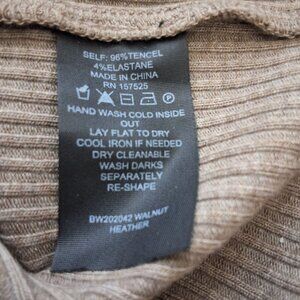 SELF: 96%TENCEL
4%ELASTANE
MADE IN CHINA
RN 157525
HAND WASH COLD INSIDE
OUT
LAY FLAT TO DRY
COOL IRON IF NEEDED
DRY CLEANABLE
WASH DARKS
SEPARATELY
RE-SHAPE
BW202042 WALNUT
HEATHER